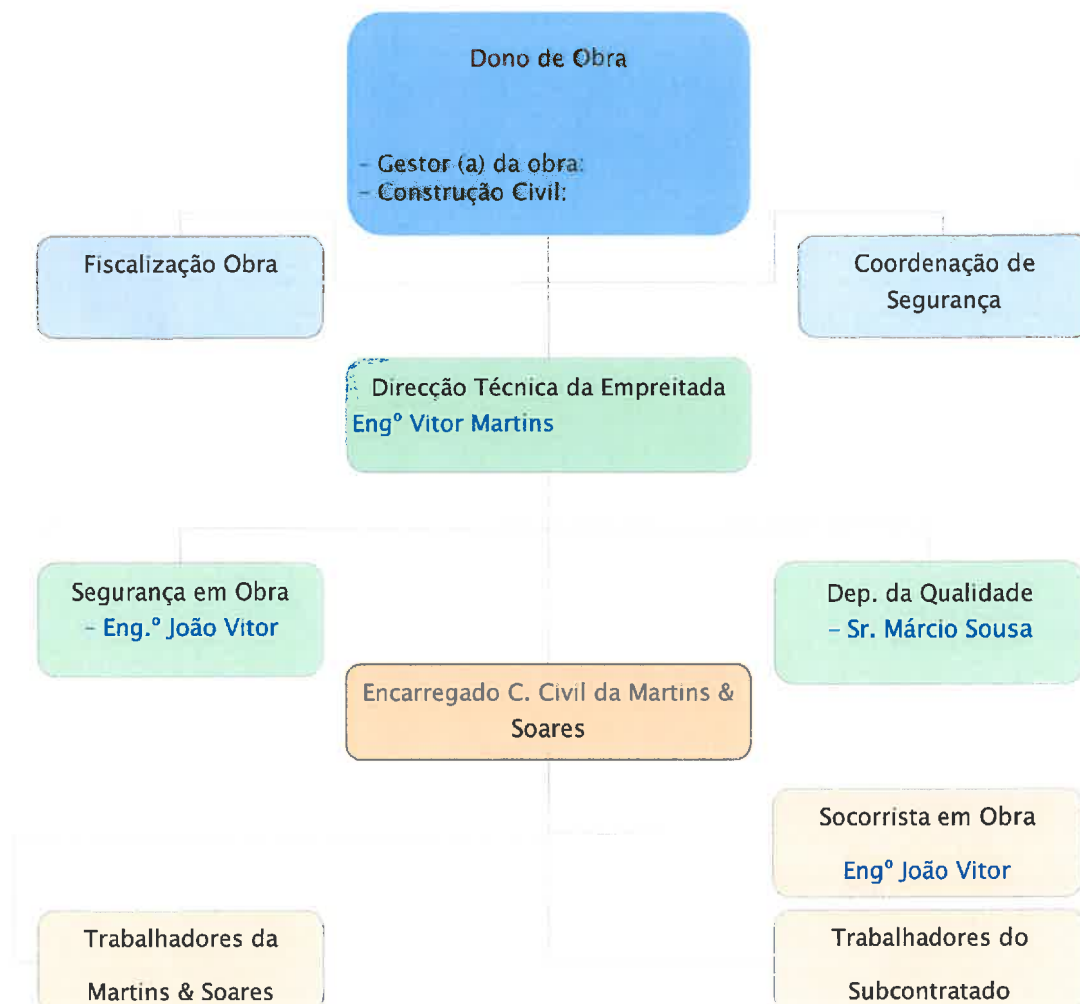 Dono de Obra
- Gestor (a) da obra:
- Construção Civil:
Fiscalização Obra
Coordenação de
Segurança
Direcção Técnica da Empreitada
Engº Vitor Martins
Segurança em Obra
- Eng.º João Vitor
Dep. da Qualidade
- Sr. Márcio Sousa
Encarregado C. Civil da Martins &
Soares
Socorrista em Obra
Engº João Vitor
Trabalhadores da
Martins & Soares
Trabalhadores do
Subcontratado